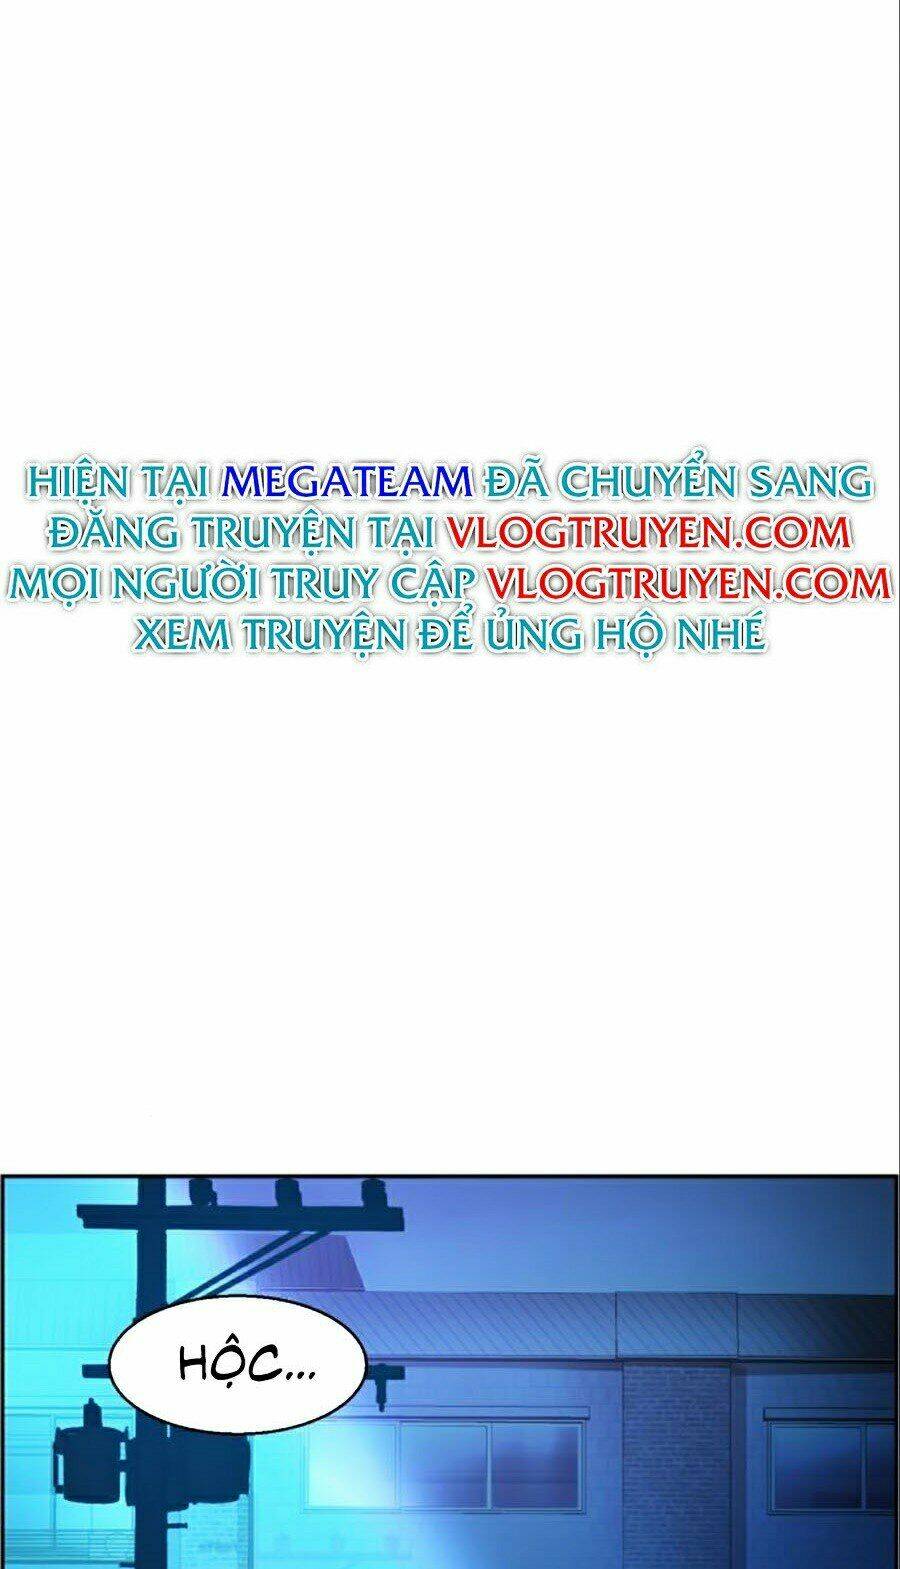 HIỆN TẠI MEGATEAM ĐÃ CHUYỂN SANG
ĐĂNG TRUYỆN TẠI VLOGTRUYEN.COM
MỌI NGƯỜI TRUY CẬP VLOGTRUYEN.COM
XEM TRUYỆN ĐỂ ỦNG HỘ NHÉ
HỘC...